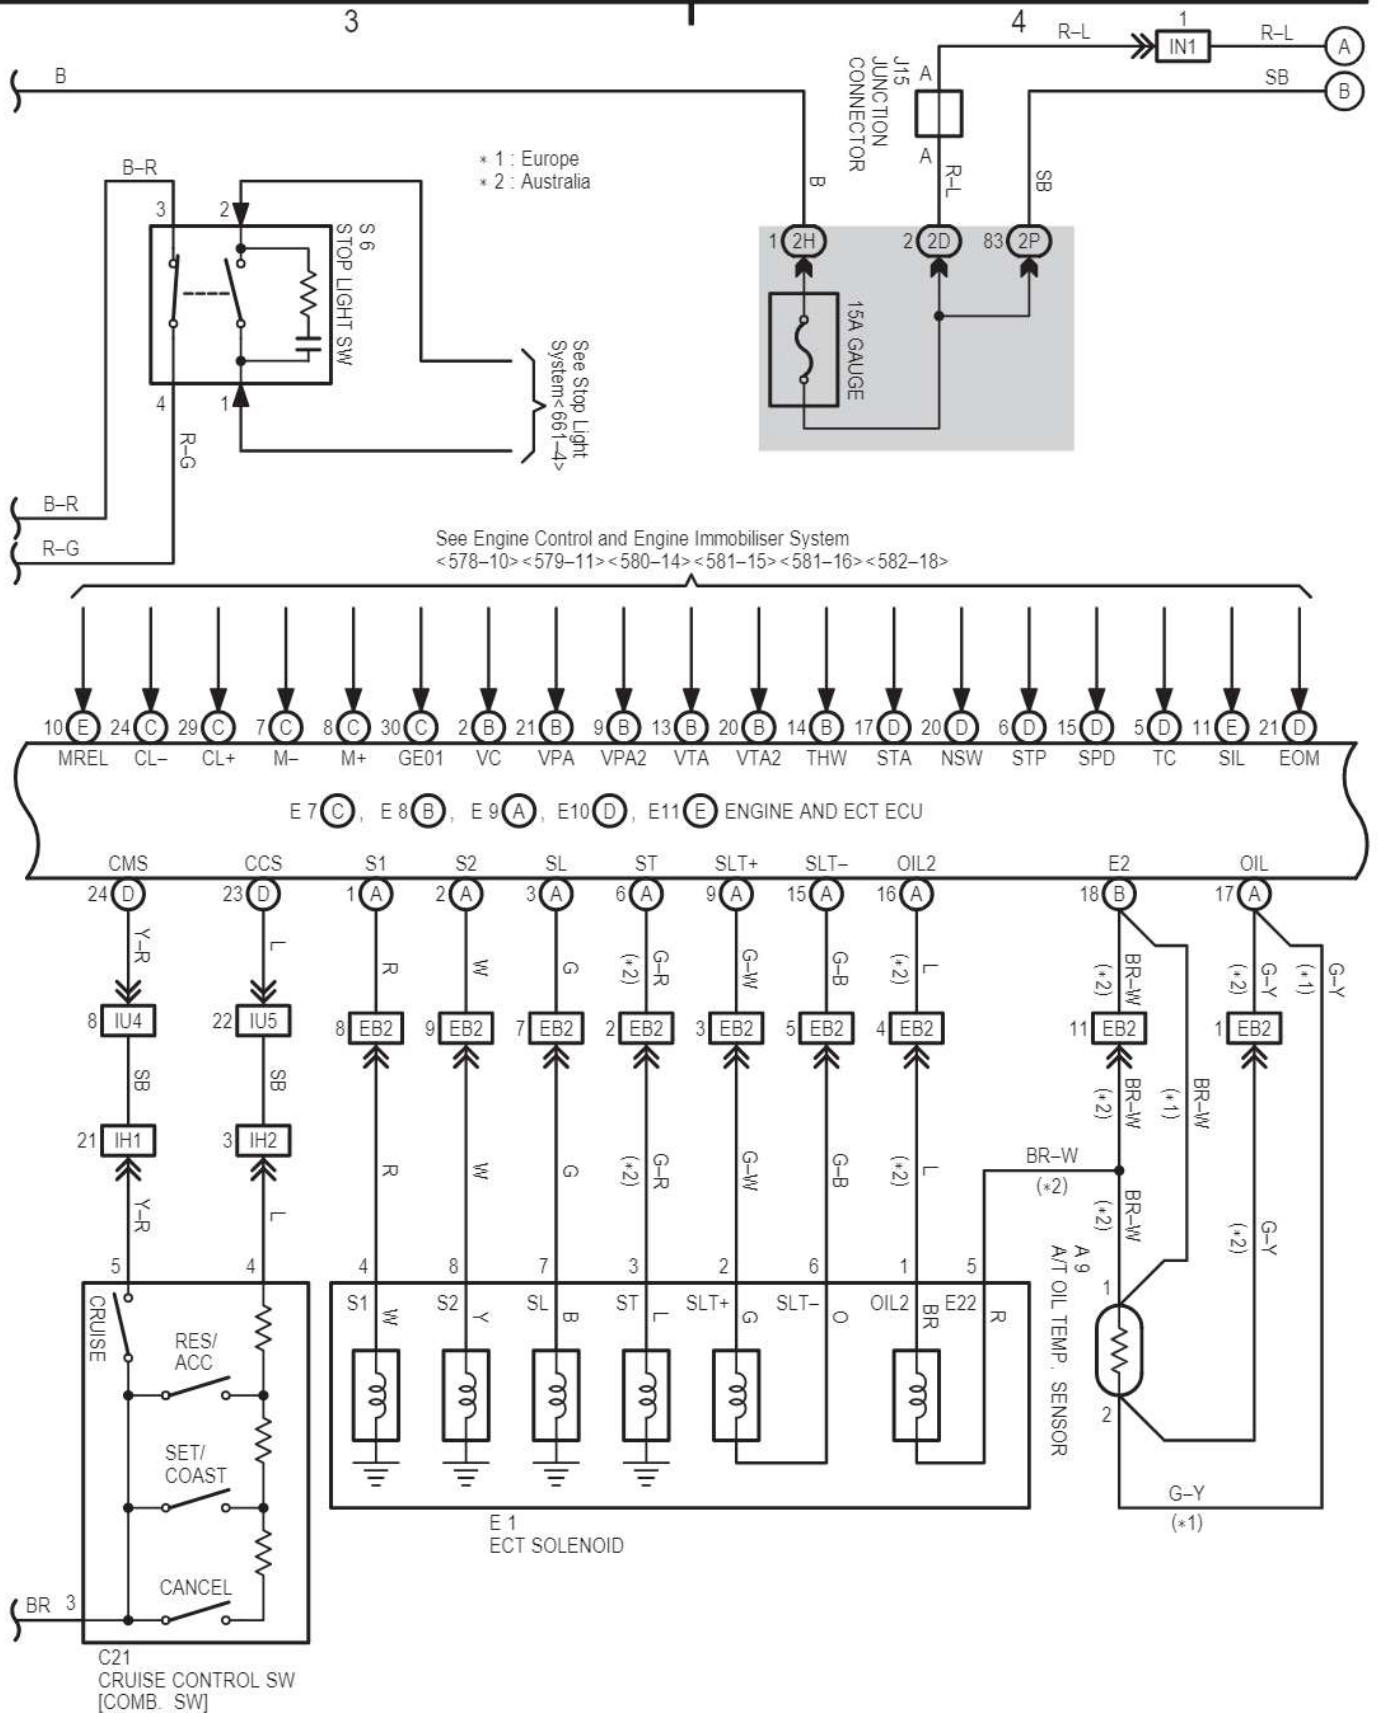 3
4
1
R–L
IN1
R–L
A
B
SB
B
J15
JUNCTION
CONNECTOR
A
A
* 1 : Europe
* 2 : Australia
B–R
B
R–L
SB
3
2
S 6
STOP LIGHT SW
1
2H
2
2D
83
2P
15A GAUGE
4
1
R–G
See Stop Light
System<661–4>
B–R
R–G
See Engine Control and Engine Immobiliser System
<578–10><579–11><580–14><581–15><581–16><582–18>
10 E 24 C 29 C 7 C 8 C 30 C 2 B 21 B 9 B 13 B 20 B 14 B 17 D 20 D 6 D 15 D 5 D 11 E 21 D
MREL CL– CL+ M– M+ GE01 VC VPA VPA2 VTA VTA2 THW STA NSW STP SPD TC SIL EOM
E 7 C , E 8 B , E 9 A , E10 D , E11 E ENGINE AND ECT ECU
CMS CCS S1 S2 SL ST SLT+ SLT– OIL2 E2 OIL
24 D 23 D 1 A 2 A 3 A 6 A 9 A 15 A 16 A 18 B 17 A
Y–R L R W G G–R (*2) G–W G–B L (*2) BR–W (*2) G–Y (*2) G–Y (*1)
8 IU4 22 IU5 8 EB2 9 EB2 7 EB2 2 EB2 3 EB2 5 EB2 4 EB2 11 EB2 1 EB2
SB SB BR–W (*2) BR–W (*1)
21 IH1 3 IH2
Y–R L R W G G–R (*2) G–W G–B L (*2)
BR–W
(*2)
BR–W (*2) G–Y (*2)
5 4 4 8 7 3 2 6 1 5
A 9
A/T OIL TEMP. SENSOR
1
CRUISE
S1 W S2 Y SL B ST L SLT+ G SLT– O OIL2 BR E22 R
RES/
ACC
2
SET/
COAST
G–Y
(*1)
E 1
ECT SOLENOID
CANCEL
BR 3
C21
CRUISE CONTROL SW
[COMB. SW]